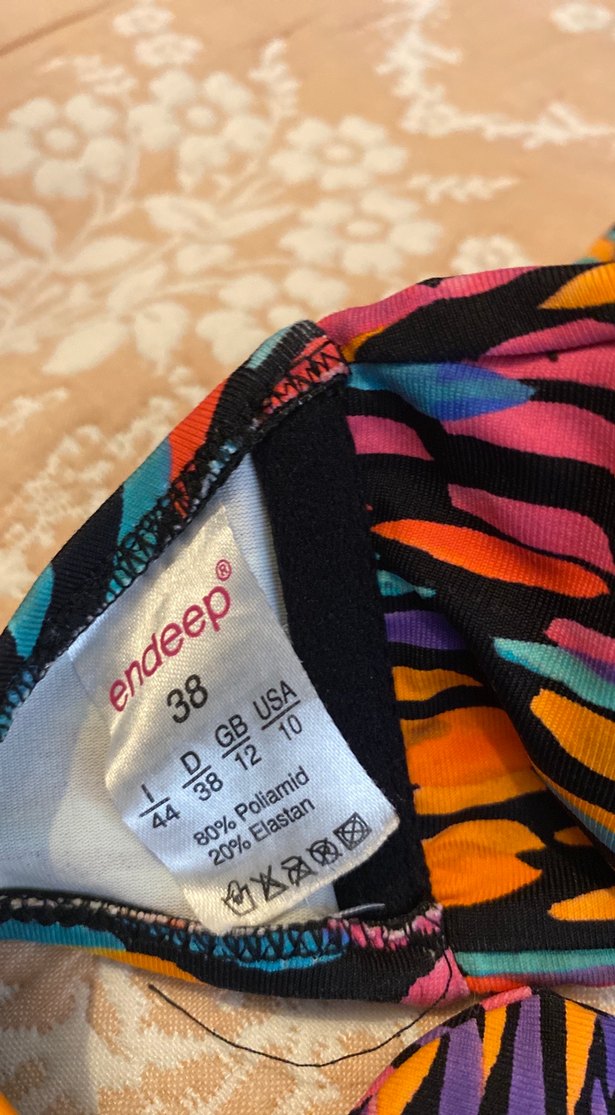 endeep®
38
I D GB USA
44 38 12 10
80% Poliamid
20% Elastan